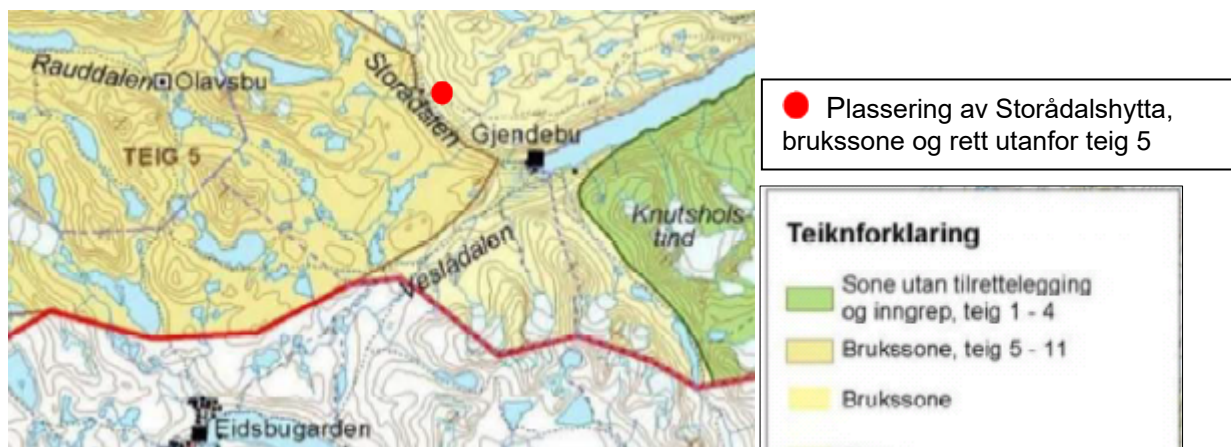 Rauddalen
Olavsbu
Storådalen
Gjendebu
TEIG 5
Knutshols-
tind
Veslådalen
Eidsbugarden
Plassering av Storådalshytta,
brukssone og rett utanfor teig 5
Teiknforklaring
Sone utan tilrettelegging
og inngrep, teig 1 - 4
Brukssone, teig 5 - 11
Brukssone